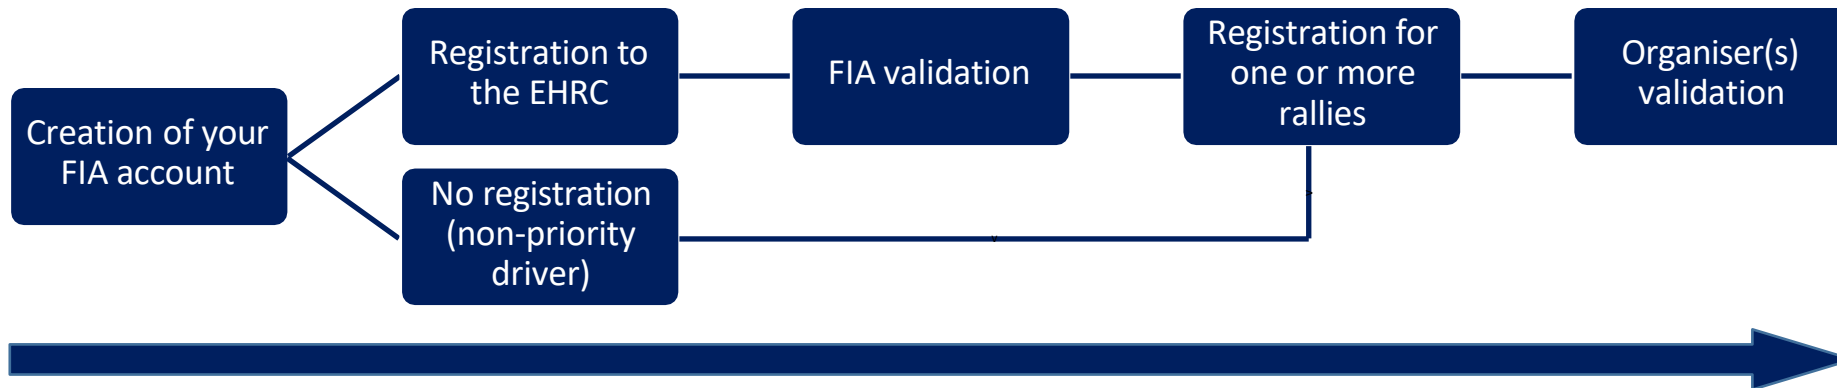 Creation of your
FIA account
Registration to
the EHRC
No registration
(non-priority
driver)
FIA validation
Registration for
one or more
rallies
Organiser(s)
validation